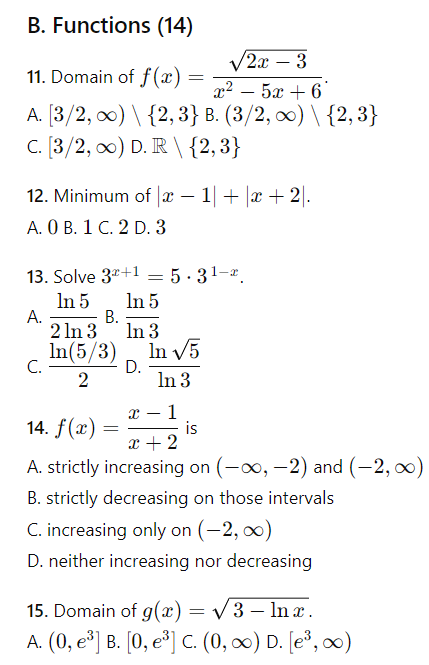 B. Functions (14)
11. Domain of $f(x) = \dfrac{\sqrt{2x-3}}{x^2-5x+6}$.
A. $[3/2, \infty) \setminus \{2, 3\}$ B. $(3/2, \infty) \setminus \{2, 3\}$
C. $[3/2, \infty)$ D. $\mathbb{R} \setminus \{2, 3\}$
12. Minimum of $|x-1| + |x+2|$.
A. $0$ B. $1$ C. $2$ D. $3$
13. Solve $3^{x+1} = 5 \cdot 3^{1-x}$.
A. $\dfrac{\ln 5}{2 \ln 3}$ B. $\dfrac{\ln 5}{\ln 3}$
C. $\dfrac{\ln(5/3)}{2}$ D. $\dfrac{\ln \sqrt{5}}{\ln 3}$
14. $f(x) = \dfrac{x-1}{x+2}$ is
A. strictly increasing on $(-\infty, -2)$ and $(-2, \infty)$
B. strictly decreasing on those intervals
C. increasing only on $(-2, \infty)$
D. neither increasing nor decreasing
15. Domain of $g(x) = \sqrt{3 - \ln x}$.
A. $(0, e^3]$ B. $[0, e^3]$ C. $(0, \infty)$ D. $[e^3, \infty)$